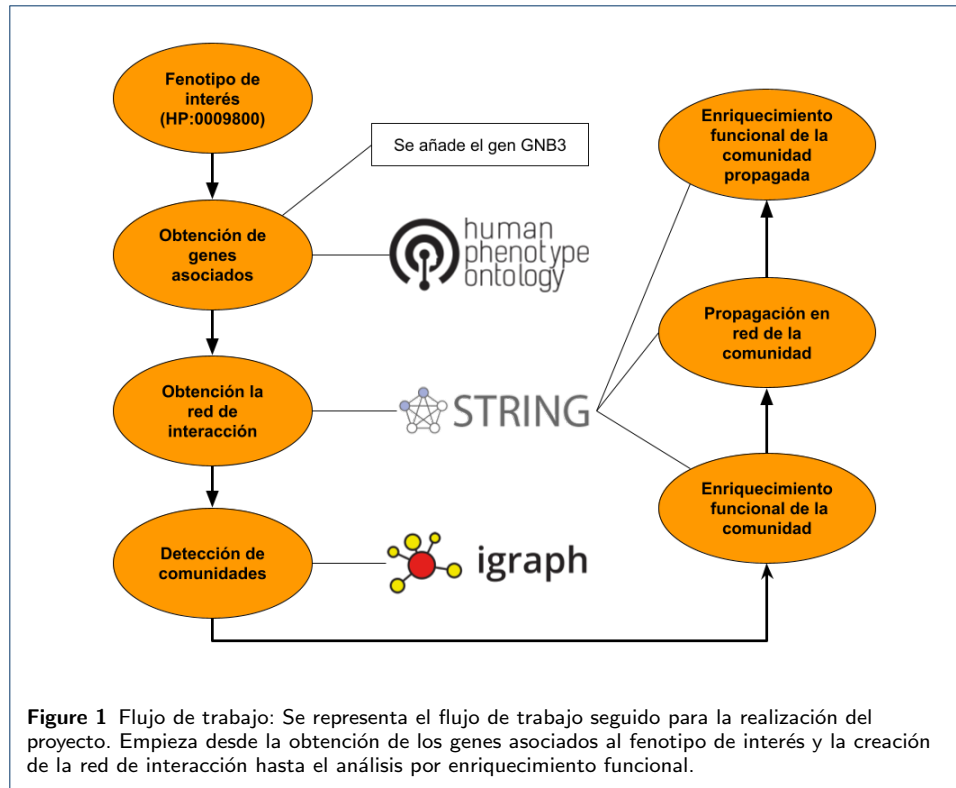 Fenotipo de
interés
(HP:0009800)
Se añade el gen GNB3
Obtención de
genes
asociados
human
phenotype
ontology
Obtención la
red de
interacción
STRING
Detección de
comunidades
igraph
Enriquecimiento
funcional de la
comunidad
Propagación en
red de la
comunidad
Enriquecimiento
funcional de la
comunidad
propagada
Figure 1 Flujo de trabajo: Se representa el flujo de trabajo seguido para la realización del
proyecto. Empieza desde la obtención de los genes asociados al fenotipo de interés y la creación
de la red de interacción hasta el análisis por enriquecimiento funcional.